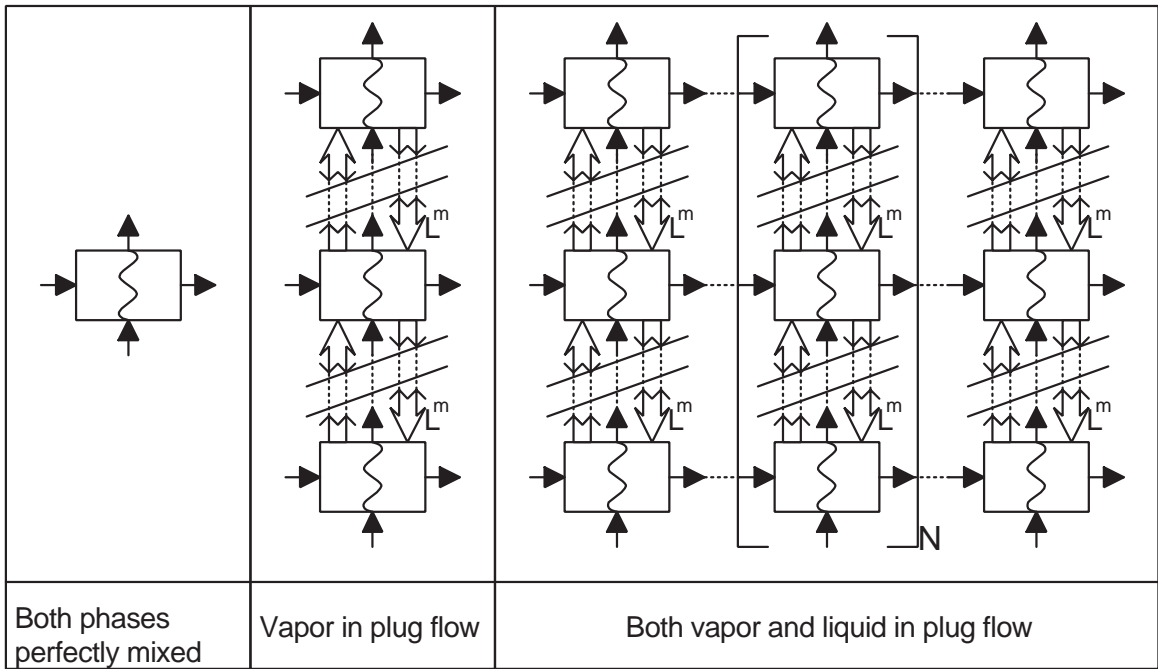 m
L
m
L
m
L
m
L
m
L
m
L
m
L
m
L
N
Both phases
perfectly mixed
Vapor in plug flow
Both vapor and liquid in plug flow